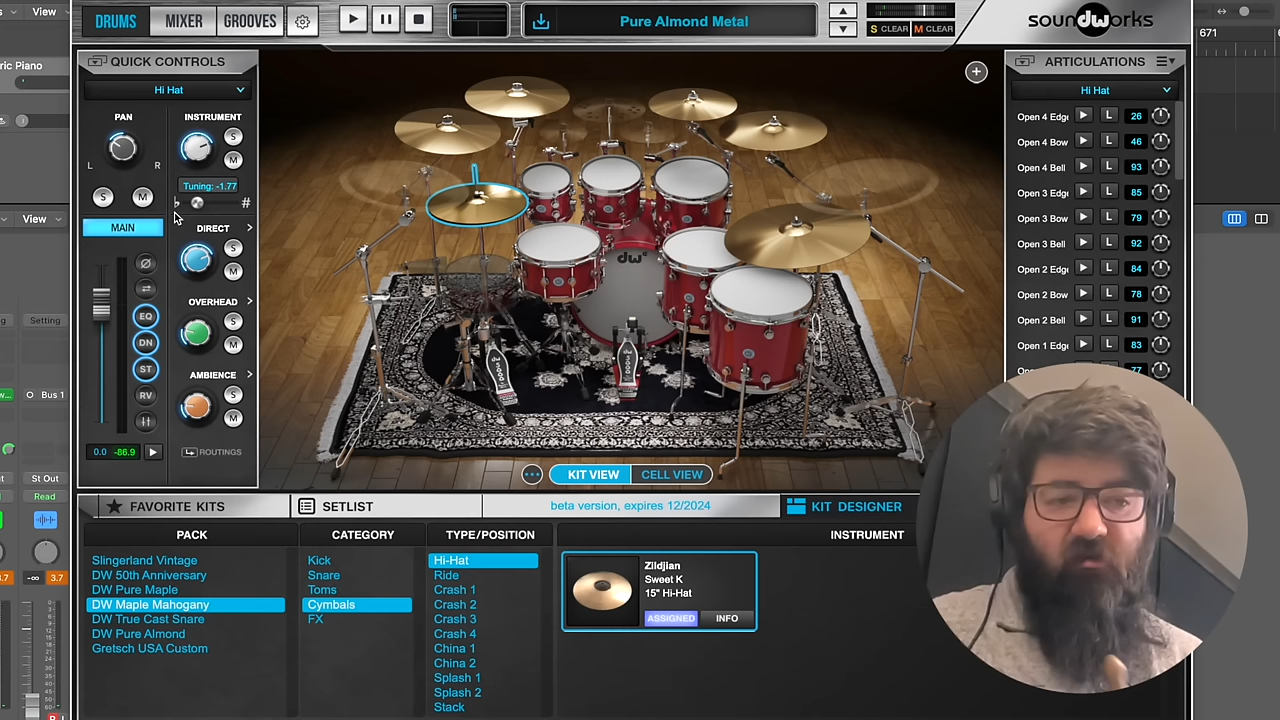 View
DRUMS
MIXER
GROOVES
Pure Almond Metal
S CLEAR
M CLEAR
soundworks
671
ric Piano
QUICK CONTROLS
Hi Hat
PAN
INSTRUMENT
S
L
R
M
Tuning: -1.77
S
M
View
MAIN
DIRECT
S
M
OVERHEAD
S
EQ
M
DN
ST
AMBIENCE
S
RV
M
0.0
-86.9
ROUTINGS
Setting
Bus 1
St Out
Read
-∞
3.7
dw
KIT VIEW
CELL VIEW
ARTICULATIONS
Hi Hat
Open 4 Edge
L
26
Open 4 Bow
L
46
Open 4 Bell
L
93
Open 3 Edge
L
85
Open 3 Bow
L
79
Open 3 Bell
L
92
Open 2 Edge
L
84
Open 2 Bow
L
78
Open 2 Bell
L
91
Open 1 Edge
L
83
FAVORITE KITS
SETLIST
beta version, expires 12/2024
KIT DESIGNER
PACK
Slingerland Vintage
DW 50th Anniversary
DW Pure Maple
DW Maple Mahogany
DW True Cast Snare
DW Pure Almond
Gretsch USA Custom
CATEGORY
Kick
Snare
Toms
Cymbals
FX
TYPE/POSITION
Hi-Hat
Ride
Crash 1
Crash 2
Crash 3
Crash 4
China 1
China 2
Splash 1
Splash 2
Stack
INSTRUMENT
Zildjian
Sweet K
15" Hi-Hat
ASSIGNED
INFO